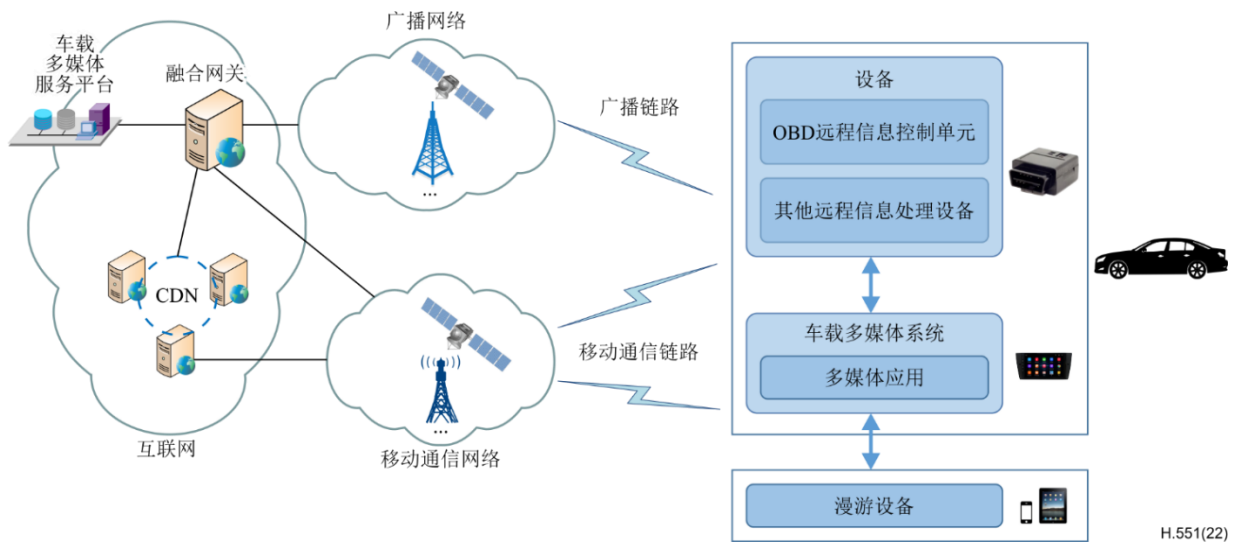 车载
多媒体
服务平台
融合网关
CDN
互联网
广播网络
...
广播链路
...
移动通信网络
移动通信链路
设备
OBD远程信息控制单元
其他远程信息处理设备
车载多媒体系统
多媒体应用
漫游设备
H.551(22)